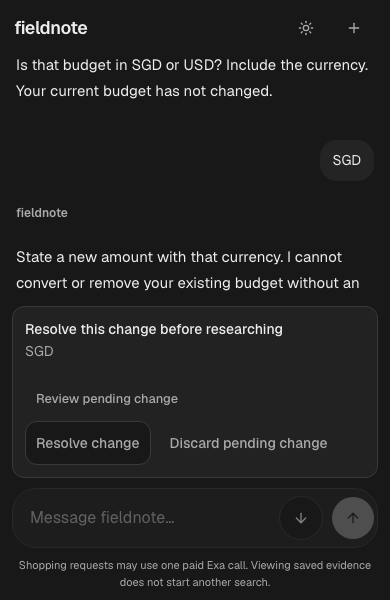 fieldnote
Is that budget in SGD or USD? Include the currency.
Your current budget has not changed.
SGD
fieldnote
State a new amount with that currency. I cannot
convert or remove your existing budget without an
Resolve this change before researching
SGD
Review pending change
Resolve change Discard pending change
Message fieldnote...
Shopping requests may use one paid Exa call. Viewing saved evidence
does not start another search.